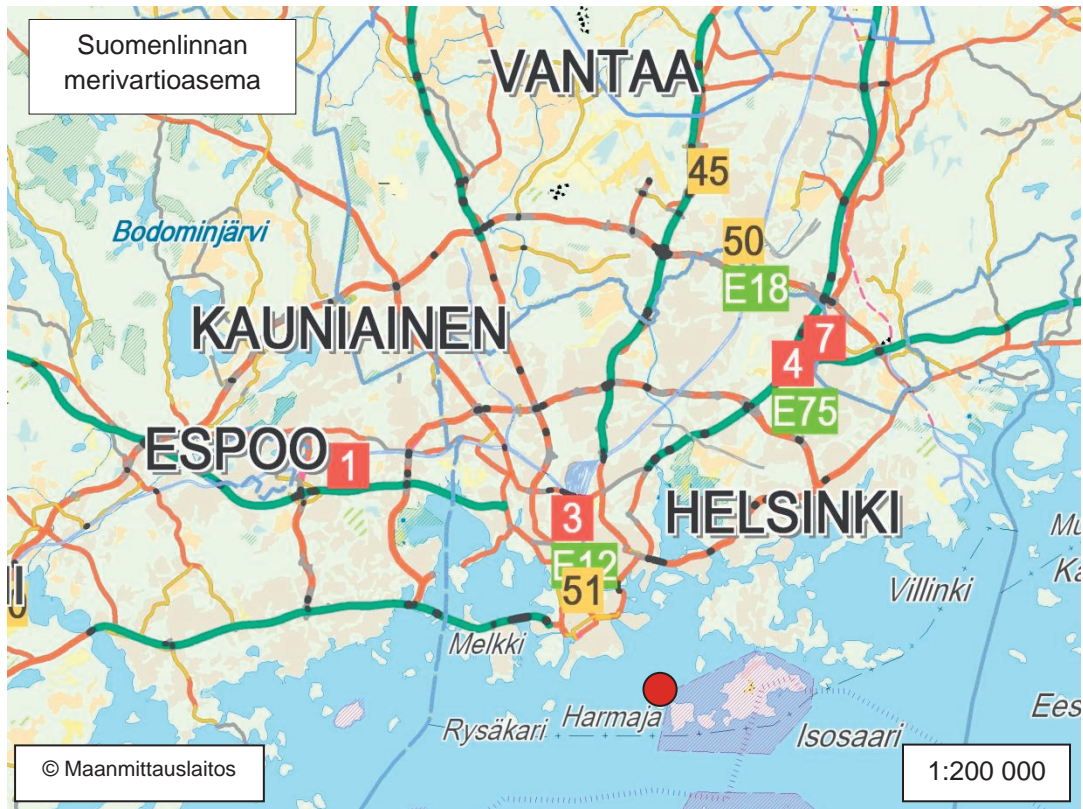 Suomenlinnan
merivartioasema
VANTAA
45
Bodominjärvi
50
E18
KAUNIAINEN
7
4
E75
ESPOO
1
3
HELSINKI
E12
51
Villinki
Melkki
Harmaja
Rysäkari
Isosaari
© Maanmittauslaitos
1:200 000